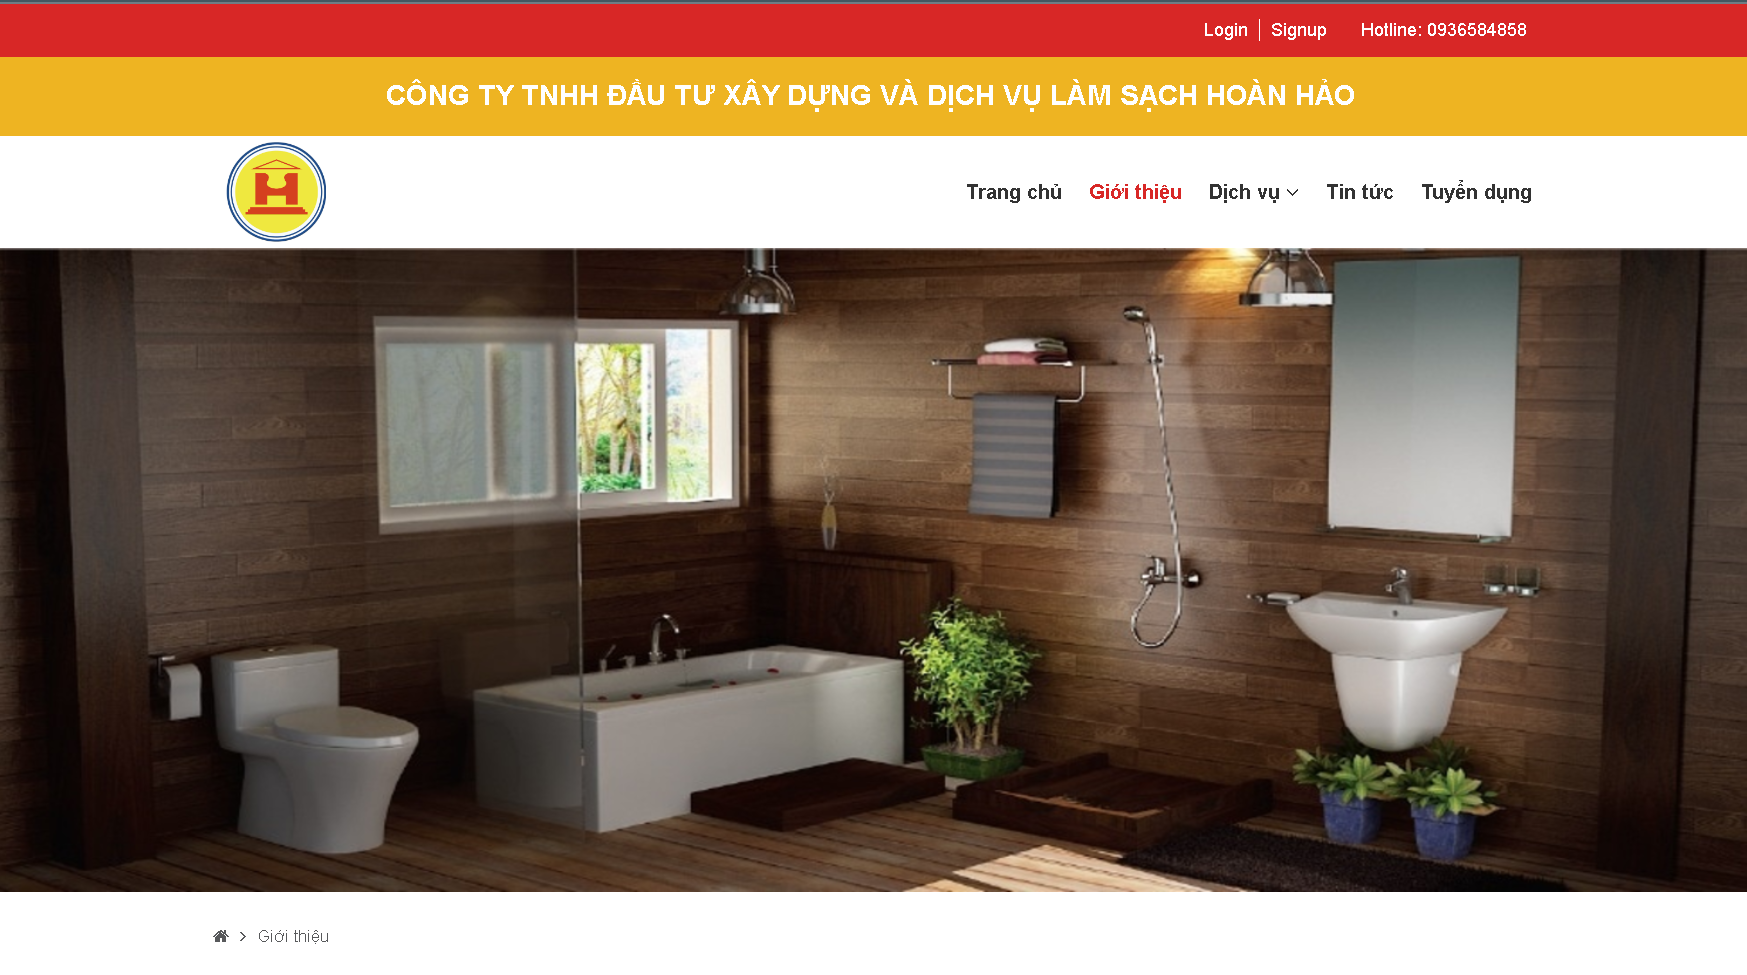 Login Signup Hotline: 0936584858
CÔNG TY TNHH ĐẦU TƯ XÂY DỰNG VÀ DỊCH VỤ LÀM SẠCH HOÀN HẢO
H
Trang chủ Giới thiệu Dịch vụ Tin tức Tuyển dụng
Giới thiệu